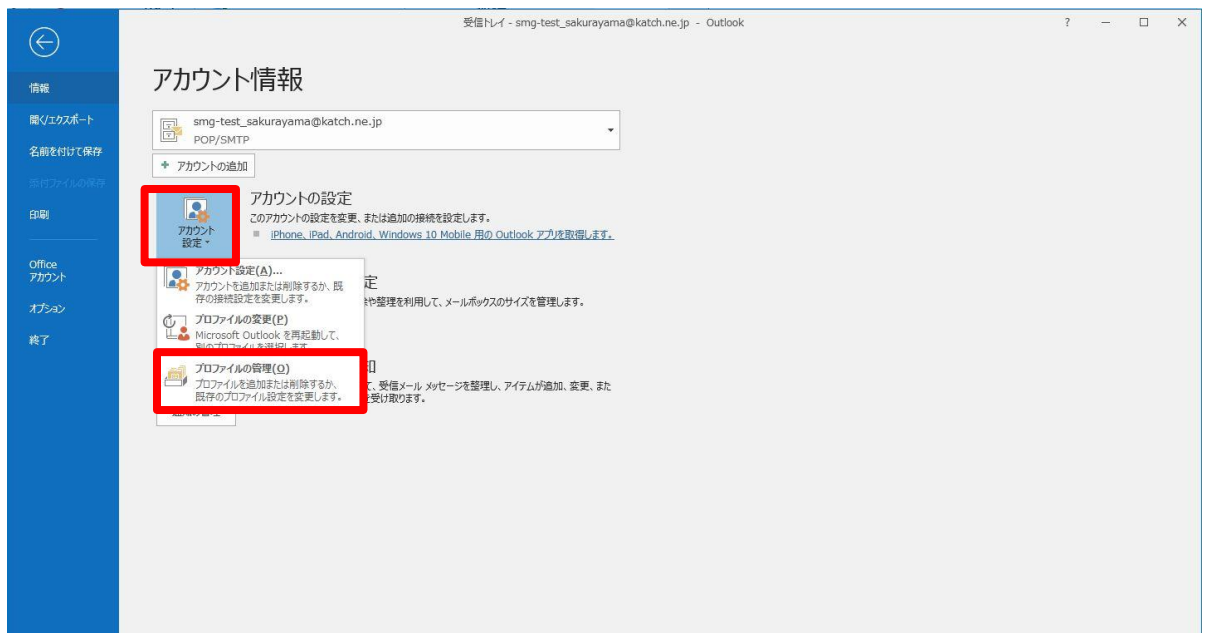 受信トレイ - smg-test_sakurayama@katch.ne.jp - Outlook
?
情報
開く/エクスポート
名前を付けて保存
添付ファイルの保存
印刷
Office
アカウント
オプション
終了
アカウント情報
smg-test_sakurayama@katch.ne.jp
POP/SMTP
アカウントの追加
アカウント
設定
アカウントの設定
このアカウントの設定を変更、または追加の接続を設定します。
iPhone、iPad、Android、Windows 10 Mobile 用の Outlook アプリを取得します。
アカウント設定(A)...
アカウントを追加または削除するか、既
存の接続設定を変更します。
定
や整理を利用して、メールボックスのサイズを管理します。
プロファイルの変更(P)
Microsoft Outlook を再起動して、
別のプロファイルを選択します
プロファイルの管理(O)
プロファイルを追加または削除するか、
既存のプロファイル設定を変更します。
て、受信メール メッセージを整理し、アイテムが追加、変更、また
を受け取ります。